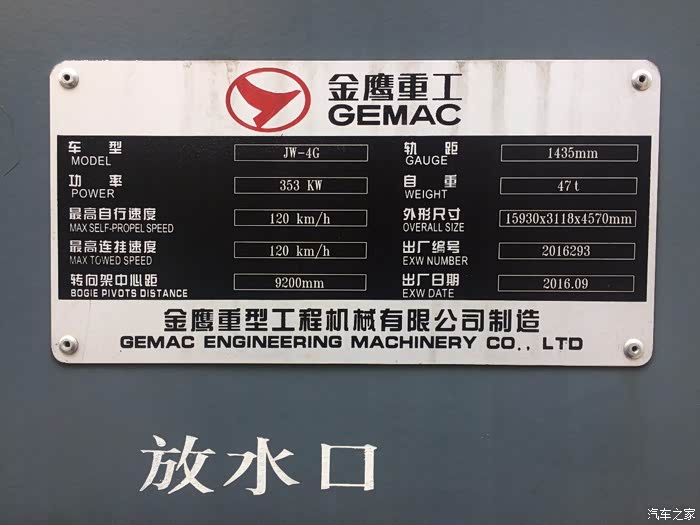 金鹰重工
GEMAC
车型 JW-4G 轨距 1435mm
MODEL GAUGE
功率 353 KW 自重 47t
POWER WEIGHT
最高自行速度 120 km/h 外形尺寸 15930x3118x4570mm
MAX SELF-PROPEL SPEED OVERALL SIZE
最高连挂速度 120 km/h 出厂编号 2016293
MAX TOWED SPEED EXW NUMBER
转向架中心距 9200mm 出厂日期 2016.09
BOGIE PIVOTS DISTANCE EXW DATE
金鹰重型工程机械有限公司制造
GEMAC ENGINEERING MACHINERY CO., LTD
放水口
汽车之家